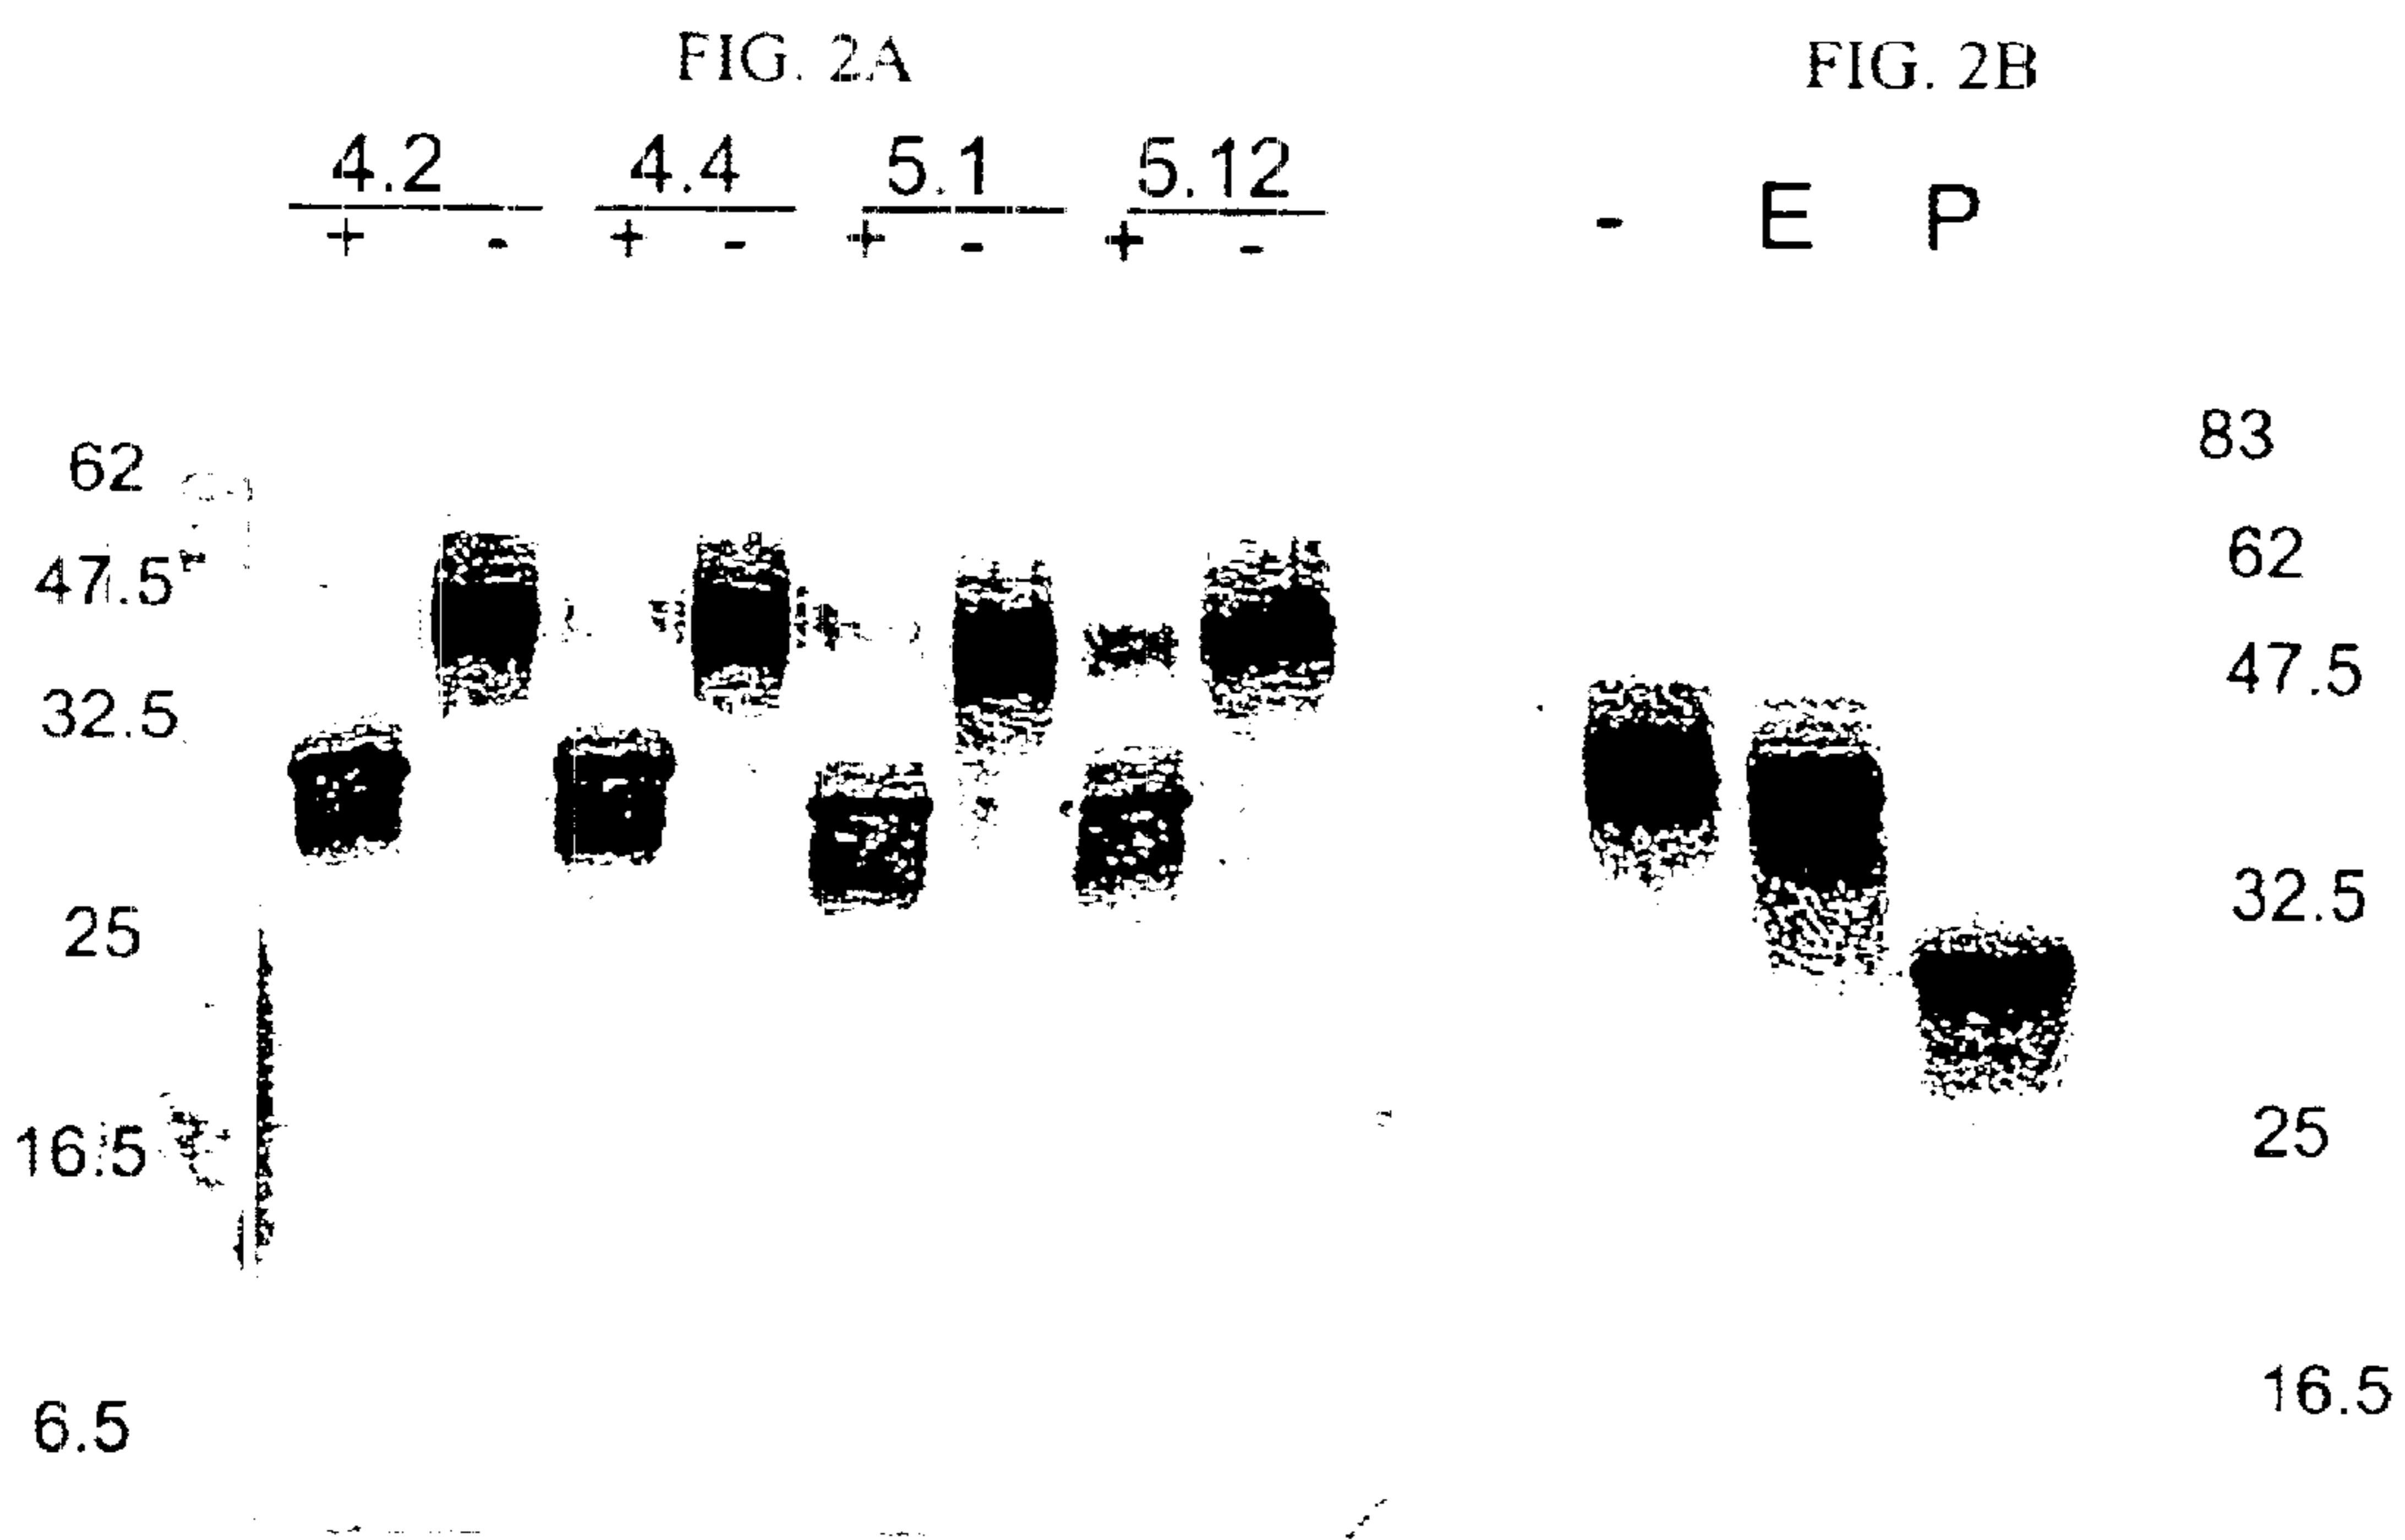 FIG. 2A FIG. 2B
4.2 4.4 5.1 5.12
+ - + - + - + - - E P
62 83
47.5 62
32.5 47.5
25 32.5
16.5 25
6.5 16.5